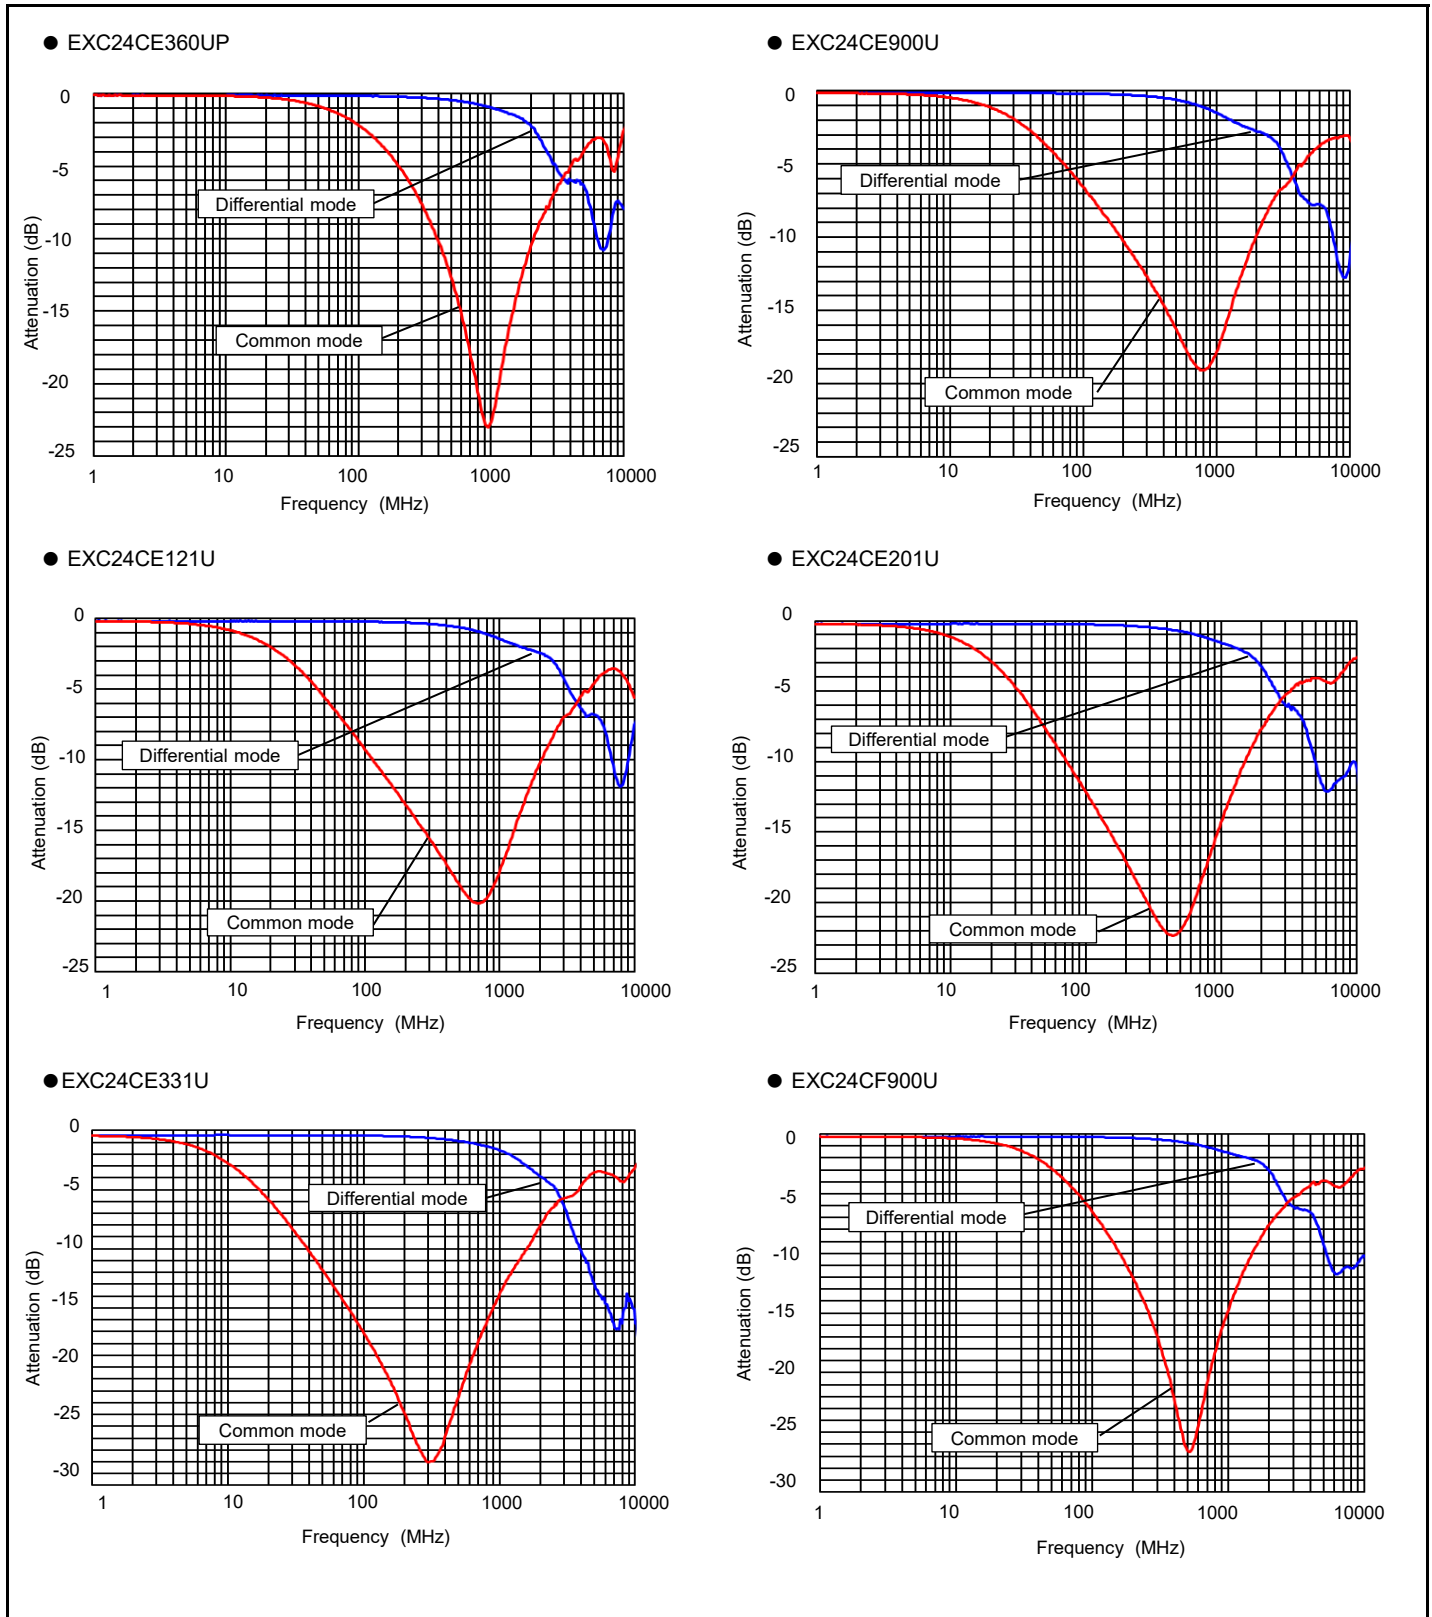 ● EXC24CE360UP
0
-5
-10
-15
-20
-25
Attenuation (dB)
Differential mode
Common mode
1 10 100 1000 10000
Frequency (MHz)
● EXC24CE900U
0
-5
-10
-15
-20
-25
Attenuation (dB)
Differential mode
Common mode
1 10 100 1000 10000
Frequency (MHz)
● EXC24CE121U
0
-5
-10
-15
-20
-25
Attenuation (dB)
Differential mode
Common mode
1 10 100 1000 10000
Frequency (MHz)
● EXC24CE201U
0
-5
-10
-15
-20
-25
Attenuation (dB)
Differential mode
Common mode
1 10 100 1000 10000
Frequency (MHz)
● EXC24CE331U
0
-5
-10
-15
-20
-25
-30
Attenuation (dB)
Differential mode
Common mode
1 10 100 1000 10000
Frequency (MHz)
● EXC24CF900U
0
-5
-10
-15
-20
-25
-30
Attenuation (dB)
Differential mode
Common mode
1 10 100 1000 10000
Frequency (MHz)